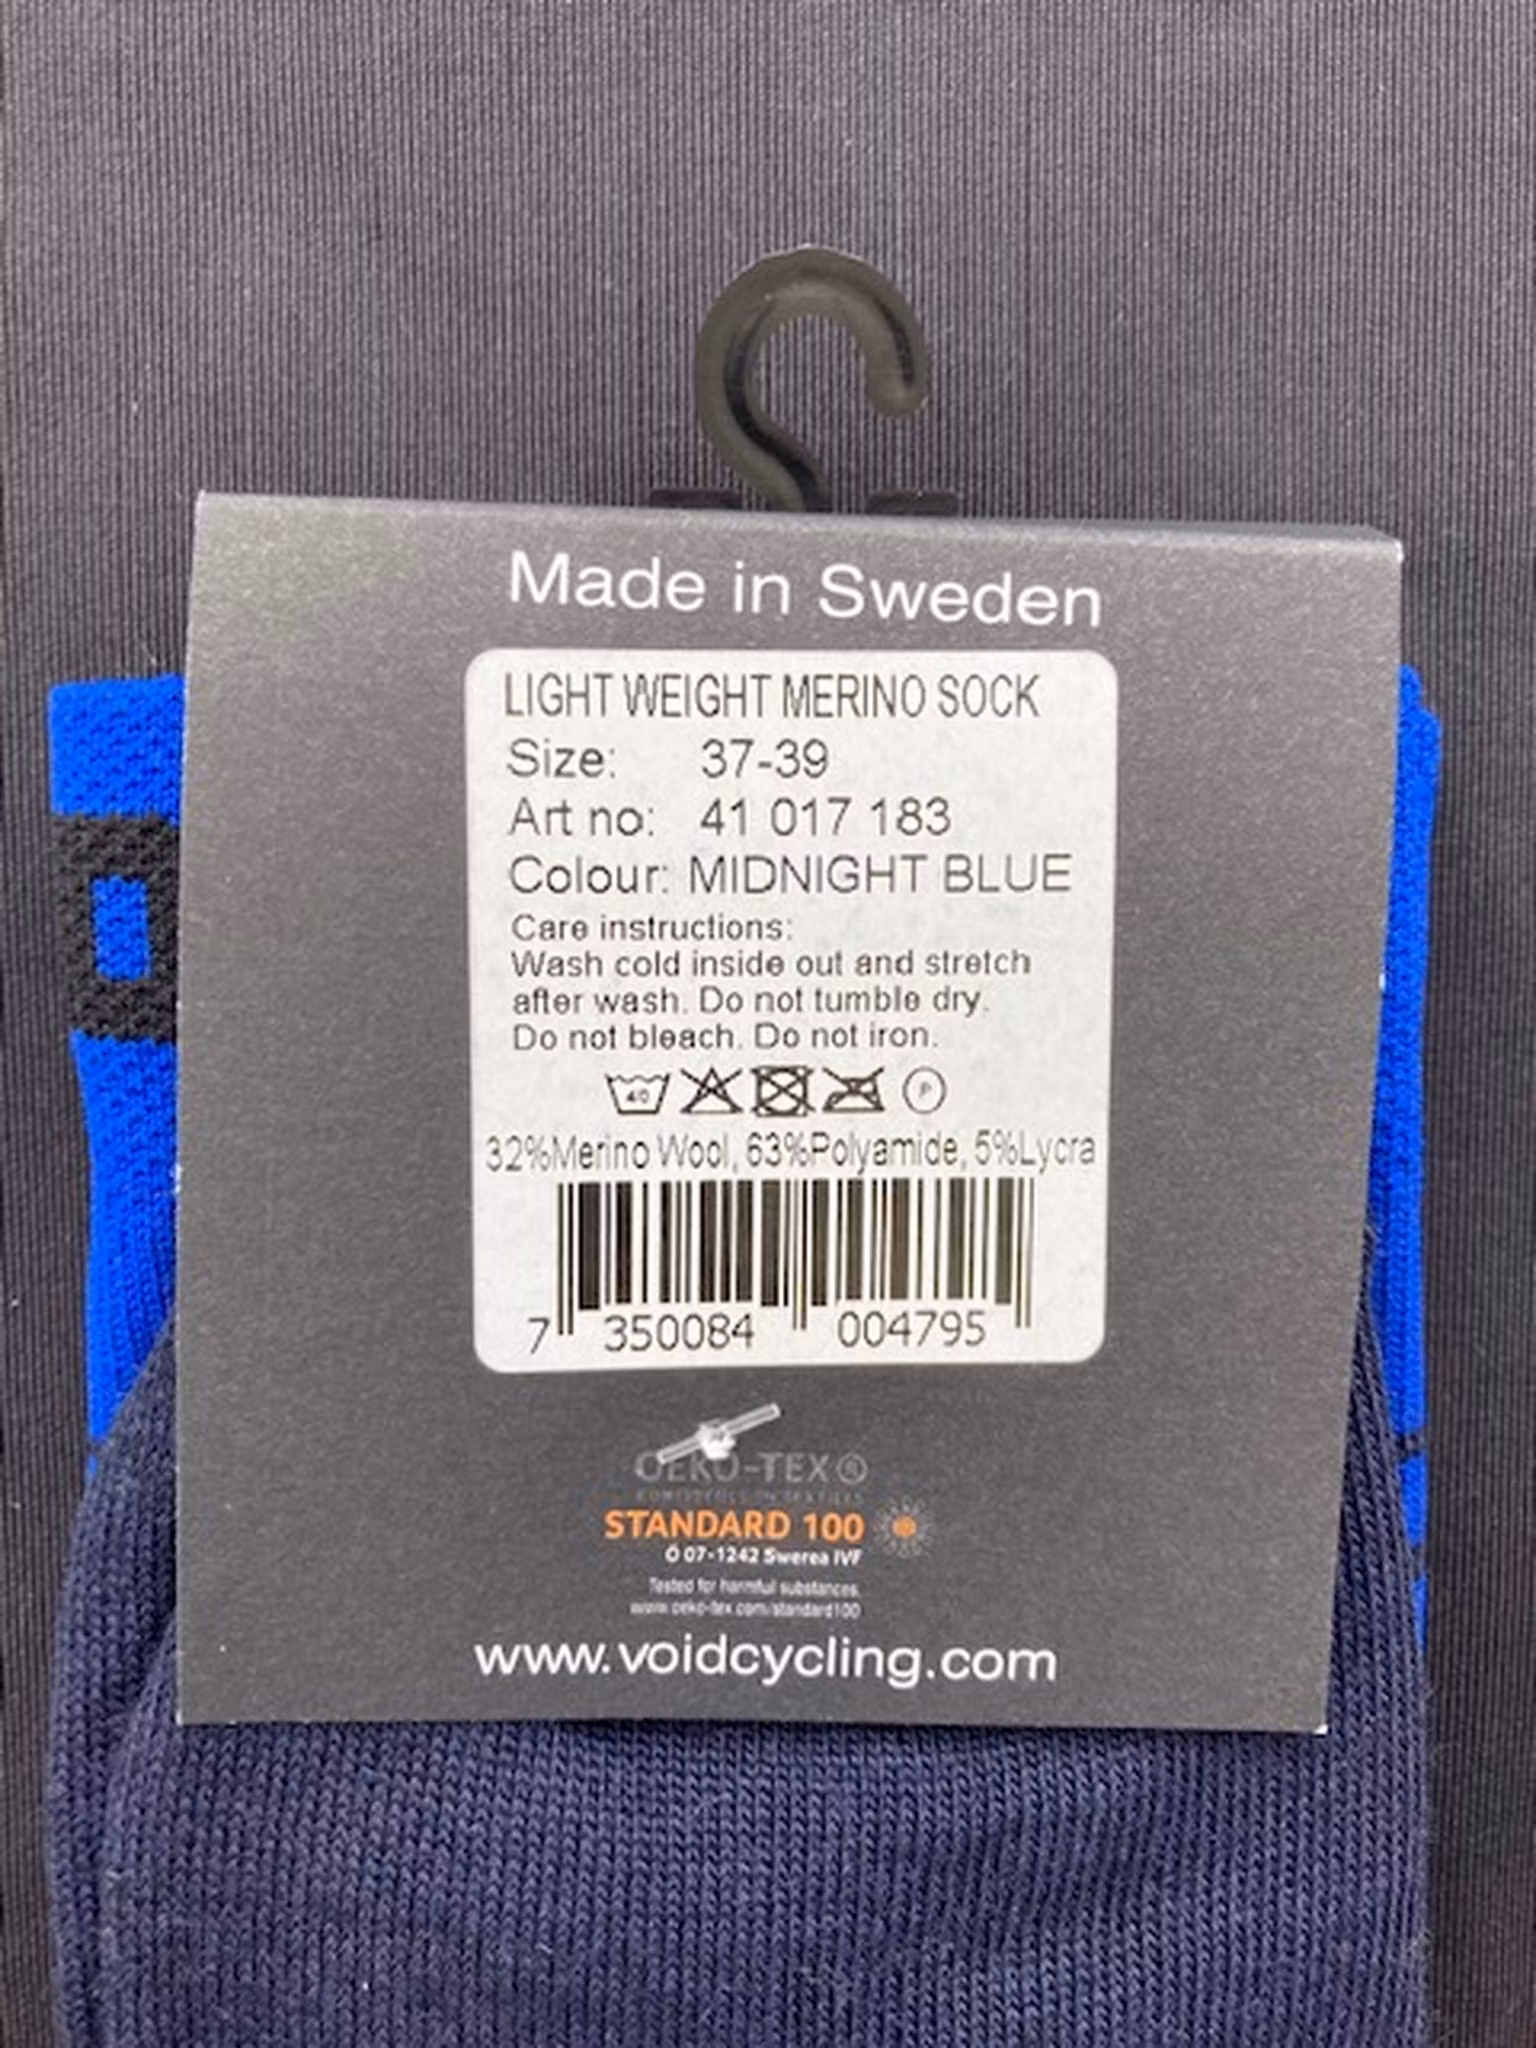 Made in Sweden
LIGHT WEIGHT MERINO SOCK
Size: 37-39
Art no: 41 017 183
Colour: MIDNIGHT BLUE
Care instructions:
Wash cold inside out and stretch
after wash. Do not tumble dry.
Do not bleach. Do not iron.
40 P
32%Merino Wool, 63%Polyamide, 5%Lycra
7 350084 004795
OEKO-TEX®
STANDARD 100
Ö 07-1242 Swerea IVF
Tested for harmful substances.
www.oeko-tex.com/standard100
www.voidcycling.com